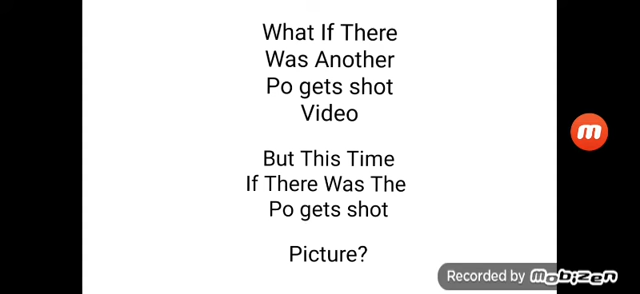 What If There
Was Another
Po gets shot
Video
But This Time
If There Was The
Po gets shot
Picture?
Recorded by mobizen